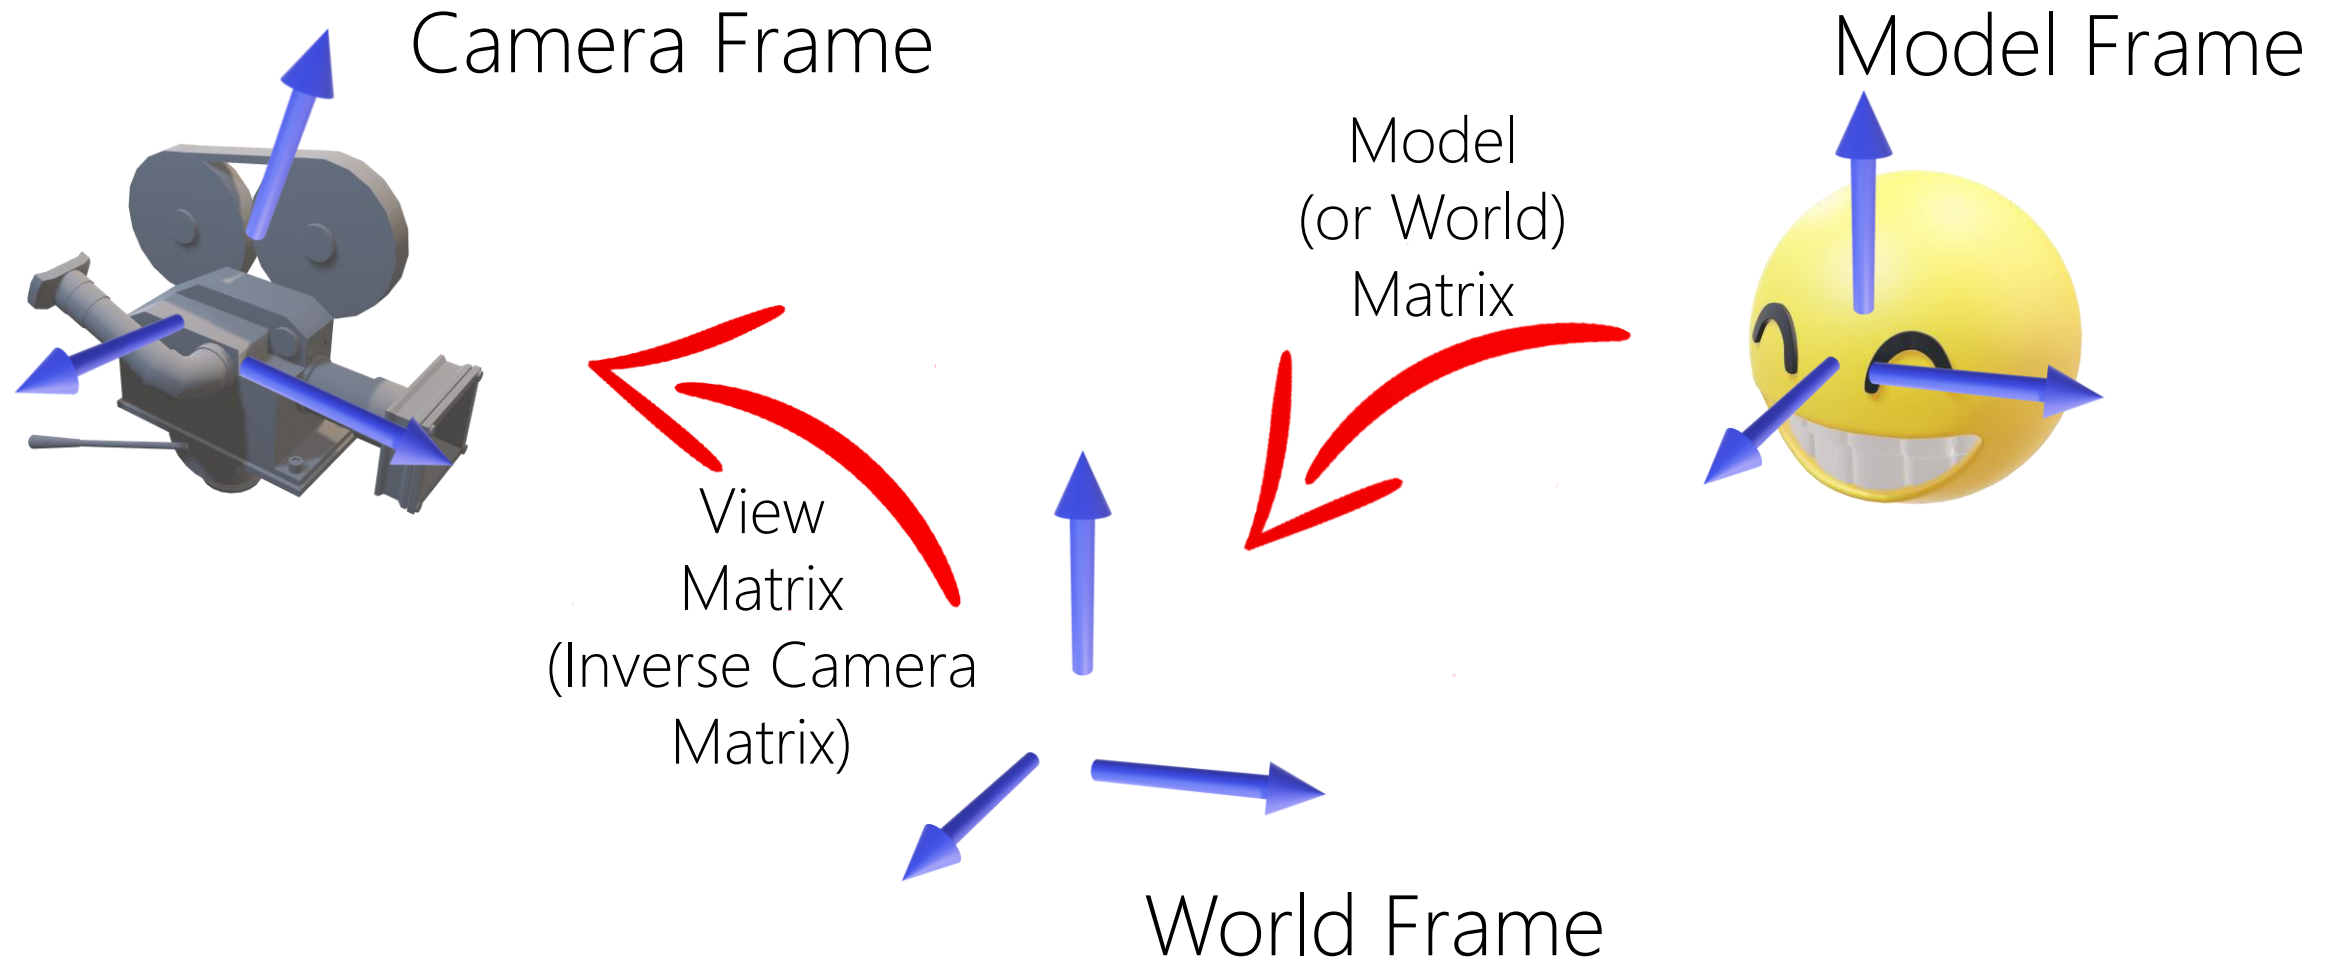 Camera Frame
Model Frame
Model
(or World)
Matrix
View
Matrix
(Inverse Camera
Matrix)
World Frame